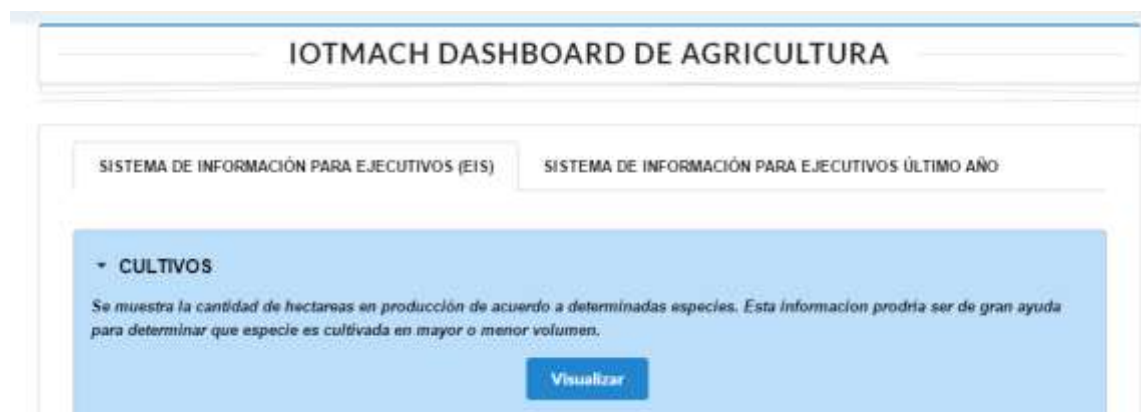 IOTMACH DASHBOARD DE AGRICULTURA
SISTEMA DE INFORMACIÓN PARA EJECUTIVOS (EIS)
SISTEMA DE INFORMACIÓN PARA EJECUTIVOS ÚLTIMO AÑO
CULTIVOS
Se muestra la cantidad de hectareas en producción de acuerdo a determinadas especies. Esta informacion prodria ser de gran ayuda
para determinar que especie es cultivada en mayor o menor volumen.
Visualizar